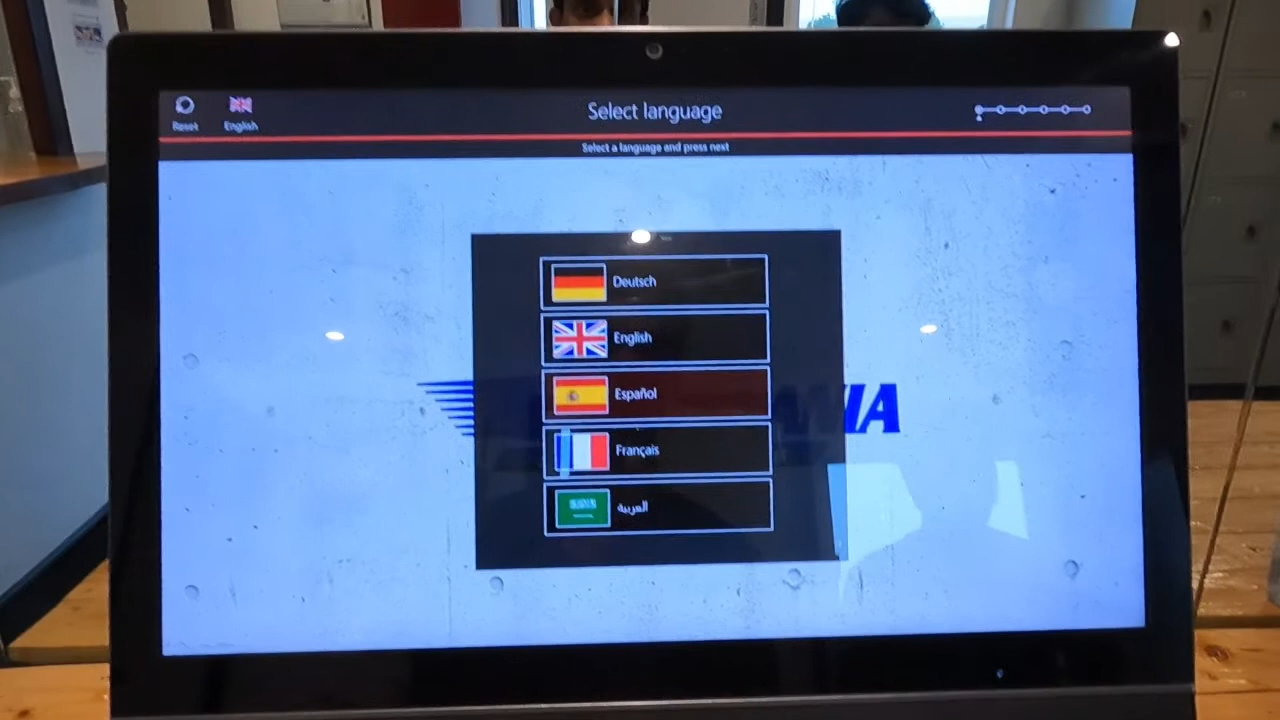 Reset
English
Select language
Select a language and press next
Deutsch
English
Español
Français
العربية